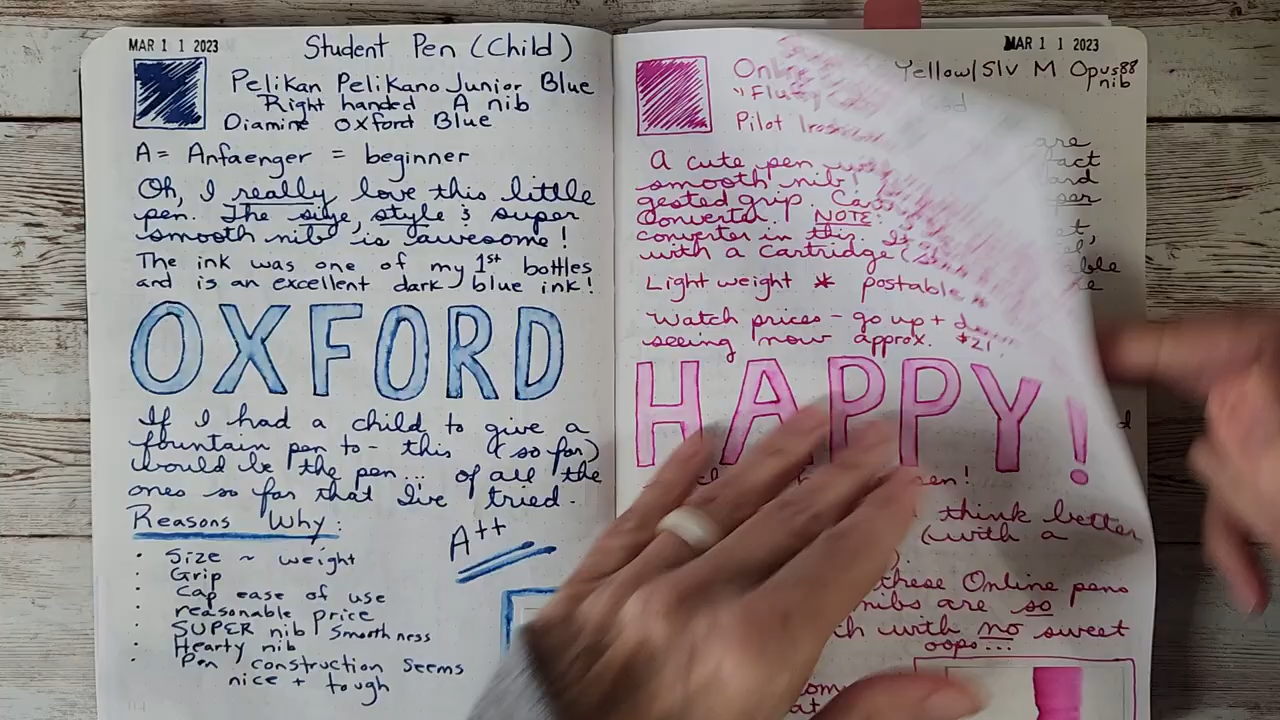 MAR 1 1 2023
Student Pen (Child)
Pelikan Pelikano Junior Blue
Right handed A nib
Diamine Oxford Blue
A = Anfaenger = beginner
Oh, I really love this little
pen. The size, style & super
smooth nib is awesome!
The ink was one of my 1st bottles
and is an excellent dark blue ink!
OXFORD
If I had a child to give a
fountain pen to - this (so far)
would be the pen... of all the
ones so far that I've tried.
Reasons Why:
A++
· Size ~ weight
· Grip
· Cap ease of use
· reasonable price
· SUPER nib smoothness
· Hearty nib
· Pen construction seems
nice + tough
MAR 1 1 2023
Online
Yellow/Slv M Opus88
nib
Pilot
A cute pen
smooth nib!
gested grip.
converter. NOTE:
converter in this.
with a cartridge
Light weight * postable
Watch prices - go up +
seeing now approx. $21.
are
HAPPY!
pen!
think better
(with a
these Online pens
nibs are so
with no sweet
oops...